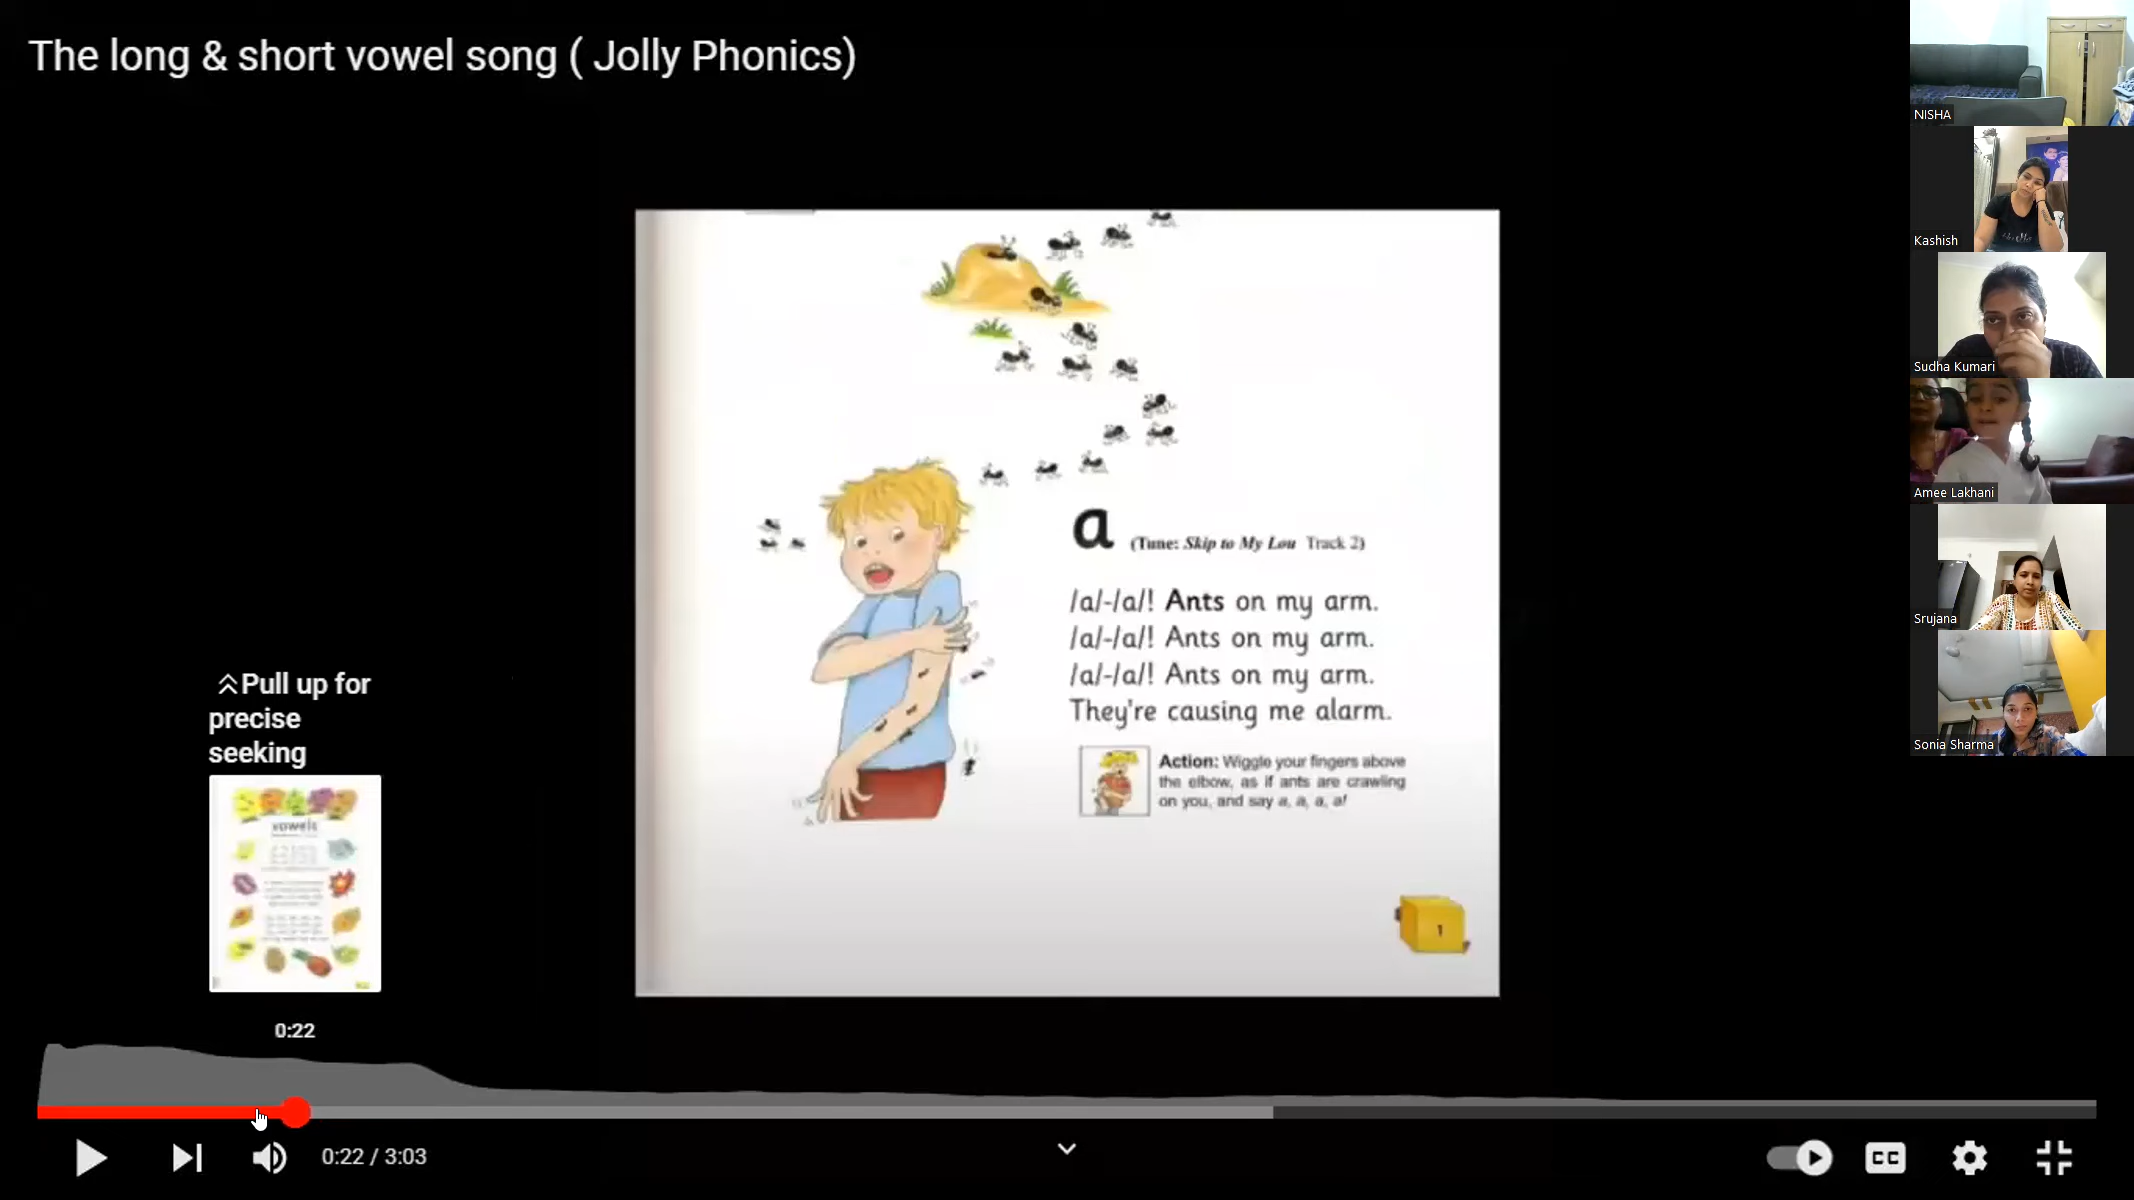 The long & short vowel song ( Jolly Phonics)
a (Tune: Skip to My Lou Track 2)
/a/-/a/! Ants on my arm.
/a/-/a/! Ants on my arm.
/a/-/a/! Ants on my arm.
They're causing me alarm.
Action: Wiggle your fingers above
the elbow, as if ants are crawling
on you, and say a, a, a, a!
1
Pull up for
precise
seeking
vowels
0:22
0:22 / 3:03
CC
NISHA
Kashish
Sudha Kumari
Amee Lakhani
Srujana
Sonia Sharma